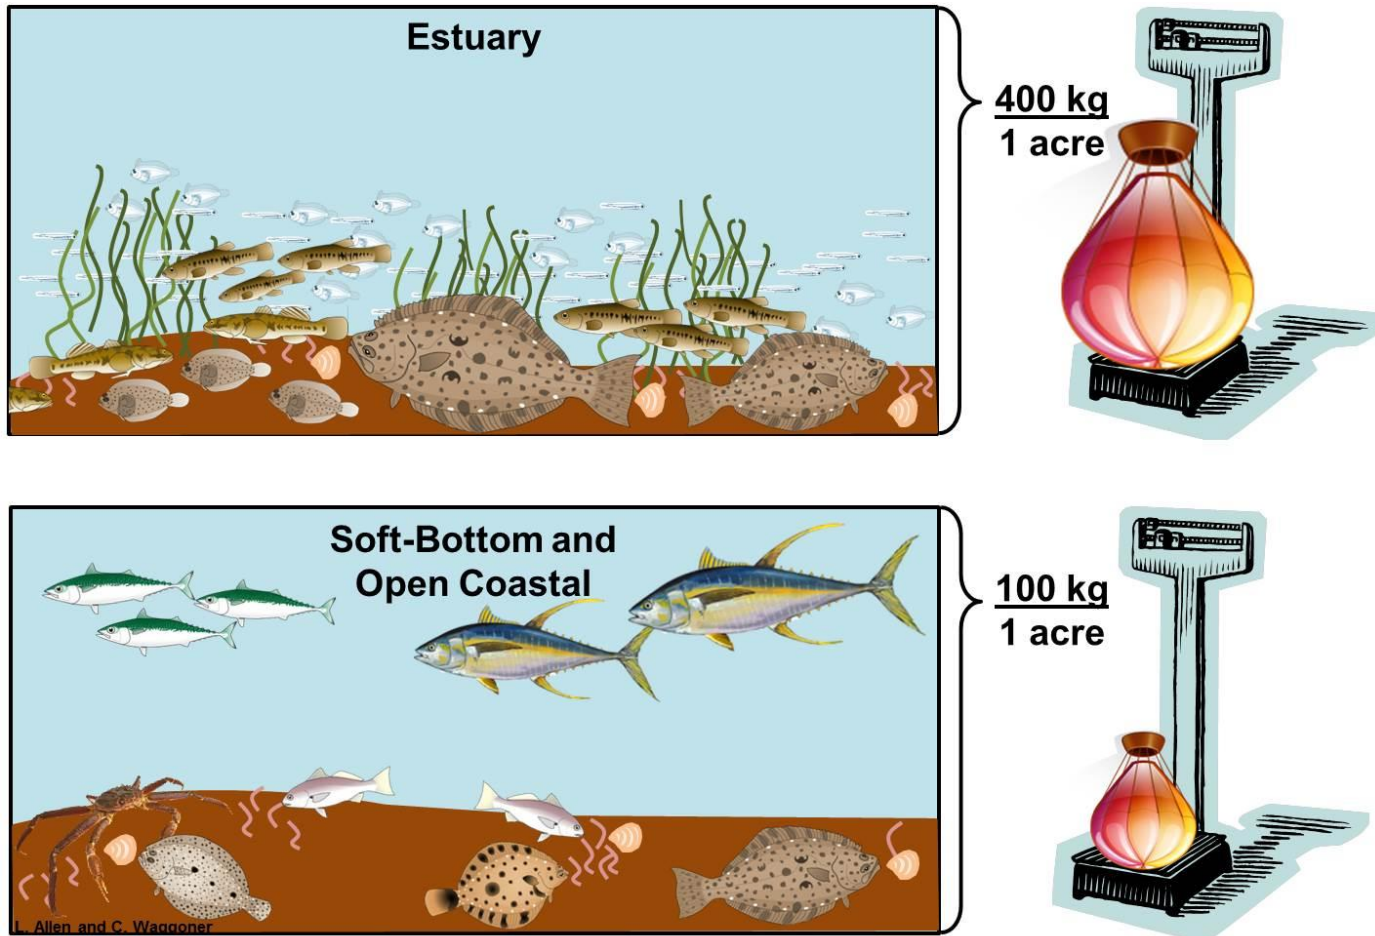 Estuary
400 kg
1 acre
Soft-Bottom and
Open Coastal
100 kg
1 acre
L. Allen and C. Waggoner